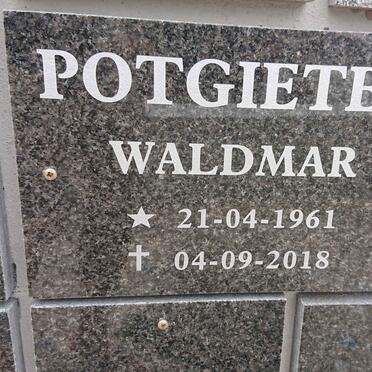 POTGIETE
WALDMAR
★ 21-04-1961
✝ 04-09-2018